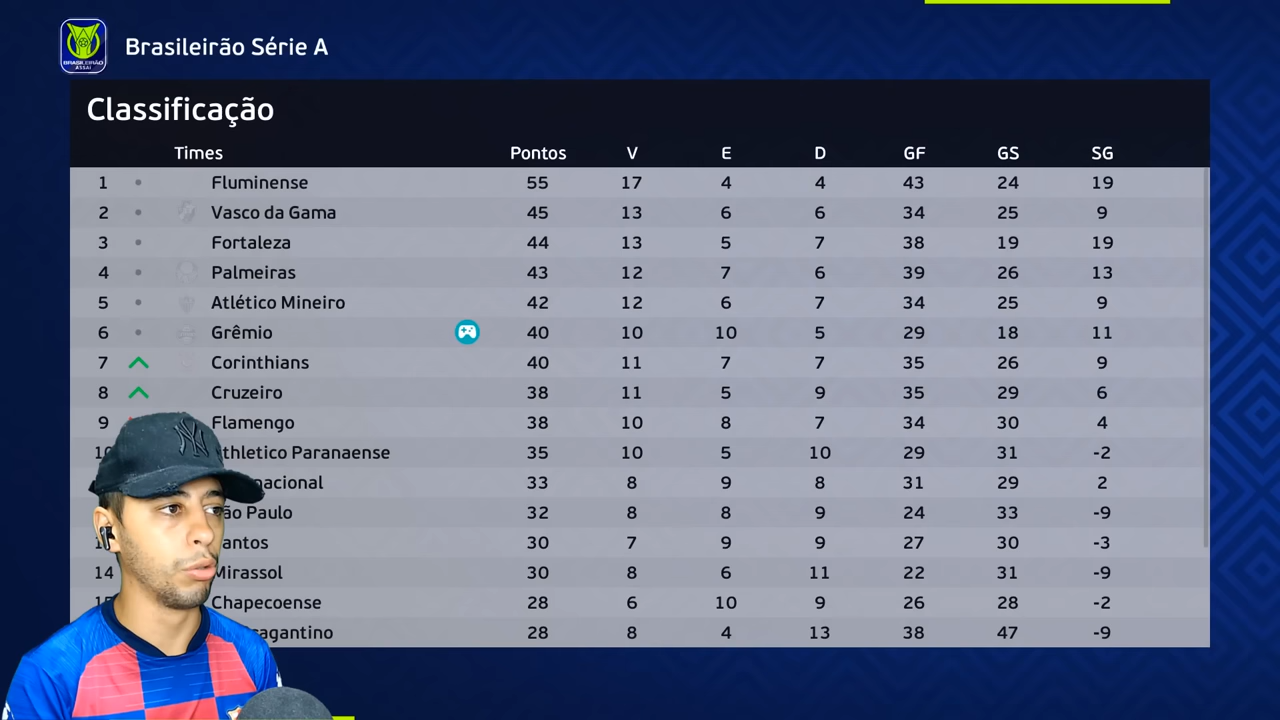 Brasileirão Série A
BRASILEIRÃO
ASSAÍ
Classificação
Times Pontos V E D GF GS SG
1 Fluminense 55 17 4 4 43 24 19
2 Vasco da Gama 45 13 6 6 34 25 9
3 Fortaleza 44 13 5 7 38 19 19
4 Palmeiras 43 12 7 6 39 26 13
5 Atlético Mineiro 42 12 6 7 34 25 9
6 Grêmio 40 10 10 5 29 18 11
7 Corinthians 40 11 7 7 35 26 9
8 Cruzeiro 38 11 5 9 35 29 6
9 Flamengo 38 10 8 7 34 30 4
10 thletico Paranaense 35 10 5 10 29 31 -2
nacional 33 8 9 8 31 29 2
ão Paulo 32 8 8 9 24 33 -9
antos 30 7 9 9 27 30 -3
14 Mirassol 30 8 6 11 22 31 -9
15 Chapecoense 28 6 10 9 26 28 -2
ragantino 28 8 4 13 38 47 -9
NY